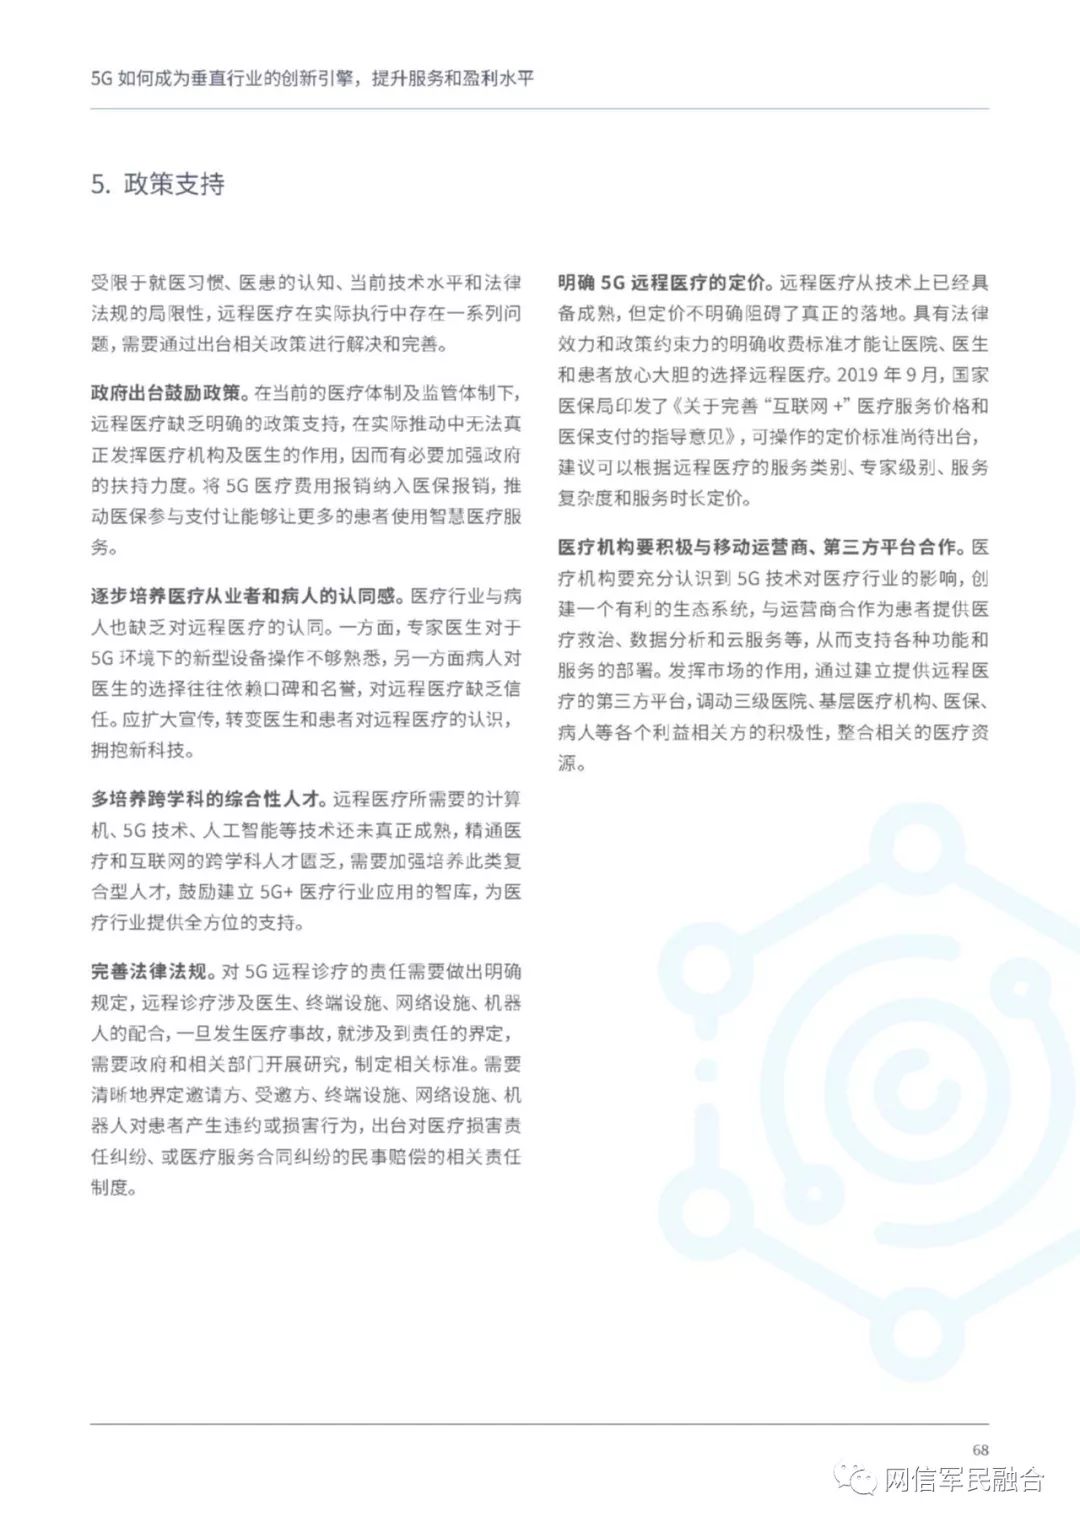 5G 如何成为垂直行业的创新引擎，提升服务和盈利水平
5. 政策支持
受限于就医习惯、医患的认知、当前技术水平和法律
法规的局限性，远程医疗在实际执行中存在一系列问
题，需要通过出台相关政策进行解决和完善。
政府出台鼓励政策。在当前的医疗体制及监管体制下，
远程医疗缺乏明确的政策支持，在实际推动中无法真
正发挥医疗机构及医生的作用，因而有必要加强政府
的扶持力度。将 5G 医疗费用报销纳入医保报销，推
动医保参与支付让能够让更多的患者使用智慧医疗服
务。
逐步培养医疗从业者和病人的认同感。医疗行业与病
人也缺乏对远程医疗的认同。一方面，专家医生对于
5G 环境下的新型设备操作不够熟悉，另一方面病人对
医生的选择往往依赖口碑和名誉，对远程医疗缺乏信
任。应扩大宣传，转变医生和患者对远程医疗的认识，
拥抱新科技。
多培养跨学科的综合性人才。远程医疗所需要的计算
机、5G 技术、人工智能等技术还未真正成熟，精通医
疗和互联网的跨学科人才匮乏，需要加强培养此类复
合型人才，鼓励建立 5G+ 医疗行业应用的智库，为医
疗行业提供全方位的支持。
完善法律法规。对 5G 远程诊疗的责任需要做出明确
规定，远程诊疗涉及医生、终端设施、网络设施、机器
人的配合，一旦发生医疗事故，就涉及到责任的界定，
需要政府和相关部门开展研究，制定相关标准。需要
清晰地界定邀请方、受邀方、终端设施、网络设施、机
器人对患者产生违约或损害行为，出台对医疗损害责
任纠纷、或医疗服务合同纠纷的民事赔偿的相关责任
制度。
明确 5G 远程医疗的定价。远程医疗从技术上已经具
备成熟，但定价不明确阻碍了真正的落地。具有法律
效力和政策约束力的明确收费标准才能让医院、医生
和患者放心大胆的选择远程医疗。2019 年 9 月，国家
医保局印发了《关于完善 “互联网 +” 医疗服务价格和
医保支付的指导意见》，可操作的定价标准尚待出台，
建议可以根据远程医疗的服务类别、专家级别、服务
复杂度和服务时长定价。
医疗机构要积极与移动运营商、第三方平台合作。医
疗机构要充分认识到 5G 技术对医疗行业的影响，创
建一个有利的生态系统，与运营商合作为患者提供医
疗救治、数据分析和云服务等，从而支持各种功能和
服务的部署。发挥市场的作用，通过建立提供远程医
疗的第三方平台，调动三级医院、基层医疗机构、医保、
病人等各个利益相关方的积极性，整合相关的医疗资
源。
68
网信军民融合